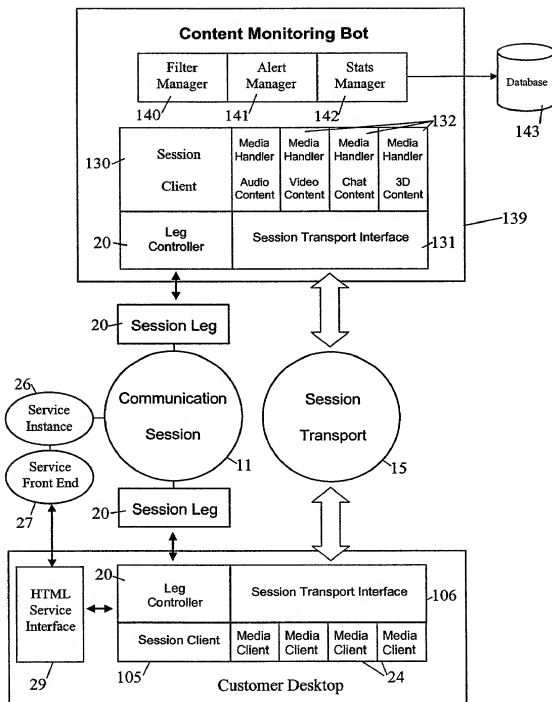 Content Monitoring Bot
Filter Manager
Alert Manager
Stats Manager
140
141
142
Database
143
132
130
Session Client
Media Handler Audio Content
Media Handler Video Content
Media Handler Chat Content
Media Handler 3D Content
139
20
Leg Controller
Session Transport Interface
131
20
Session Leg
26
Service Instance
Communication Session
Session Transport
Service Front End
27
11
15
20
Session Leg
20
HTML Service Interface
Leg Controller
Session Transport Interface
106
Session Client
Media Client
Media Client
Media Client
Media Client
29
105
24
Customer Desktop